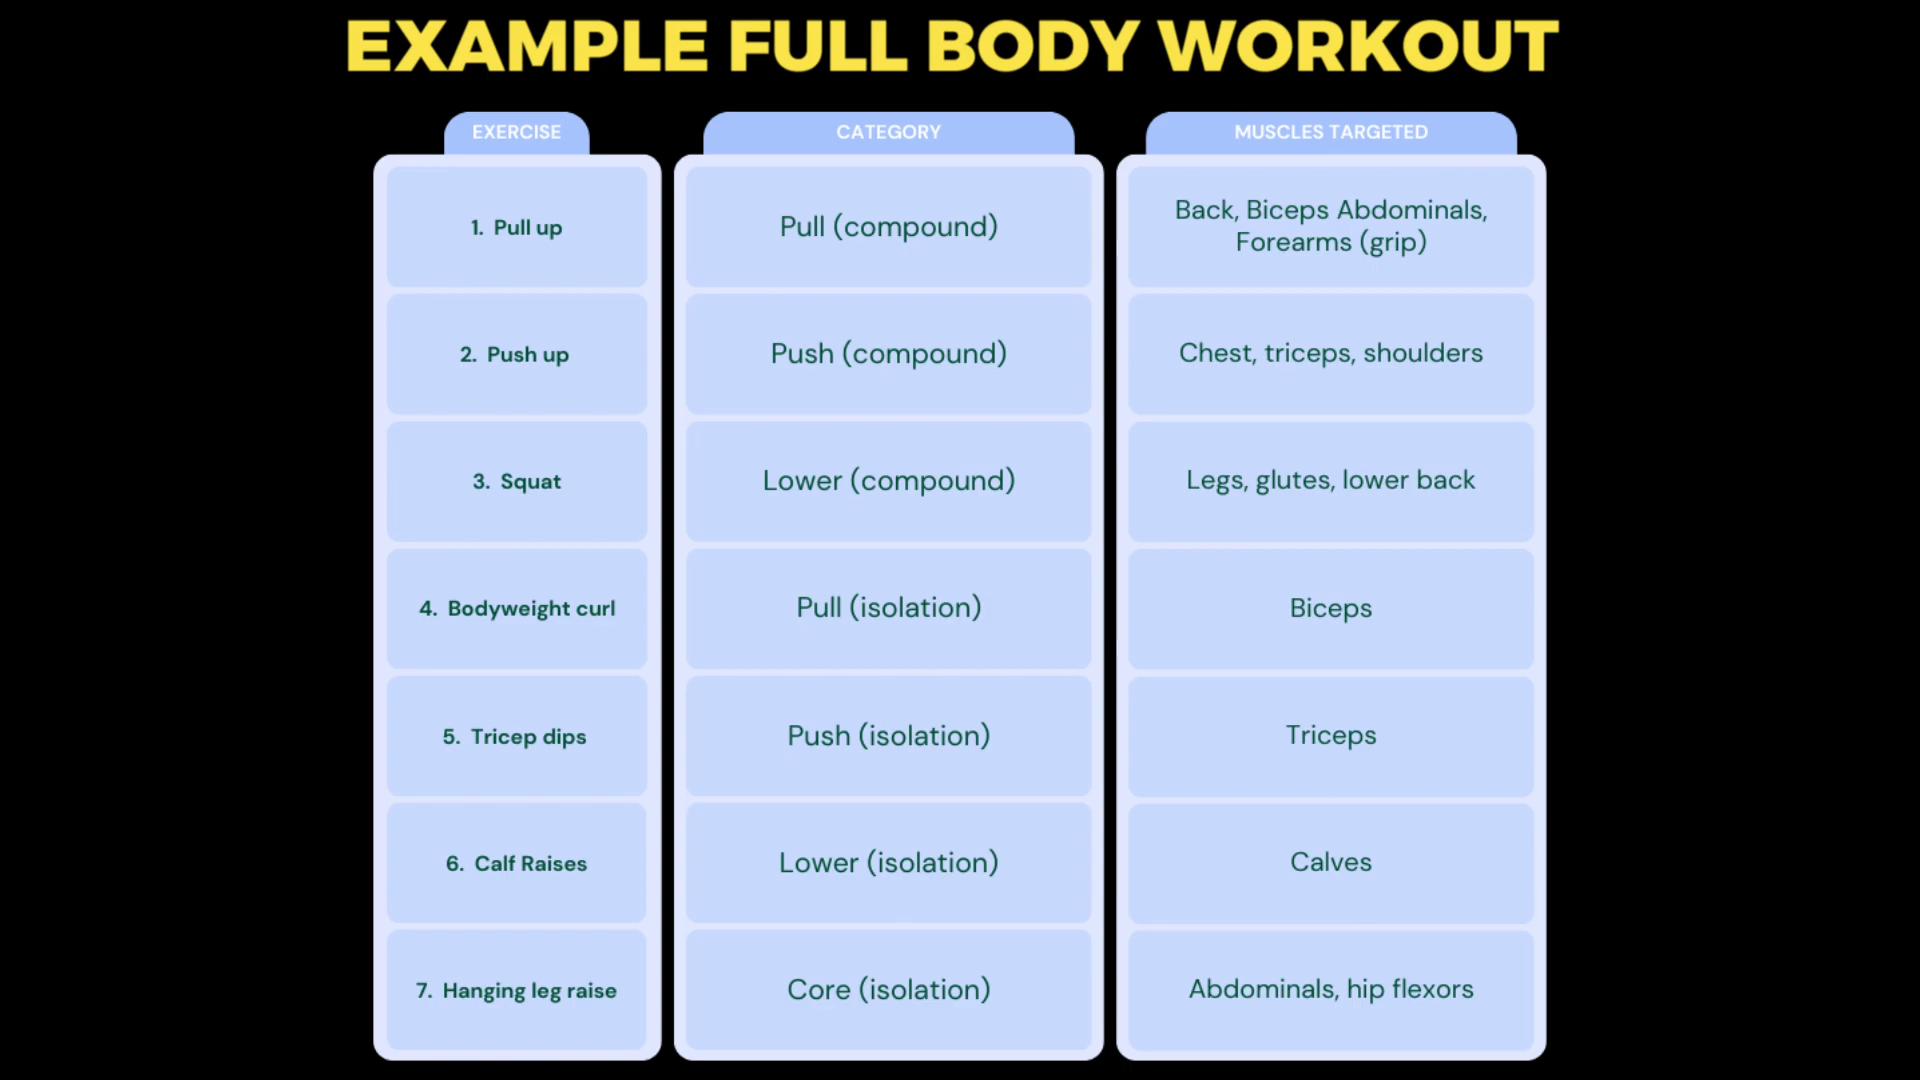 EXAMPLE FULL BODY WORKOUT
EXERCISE
CATEGORY
MUSCLES TARGETED
1. Pull up
Pull (compound)
Back, Biceps Abdominals,
Forearms (grip)
2. Push up
Push (compound)
Chest, triceps, shoulders
3. Squat
Lower (compound)
Legs, glutes, lower back
4. Bodyweight curl
Pull (isolation)
Biceps
5. Tricep dips
Push (isolation)
Triceps
6. Calf Raises
Lower (isolation)
Calves
7. Hanging leg raise
Core (isolation)
Abdominals, hip flexors